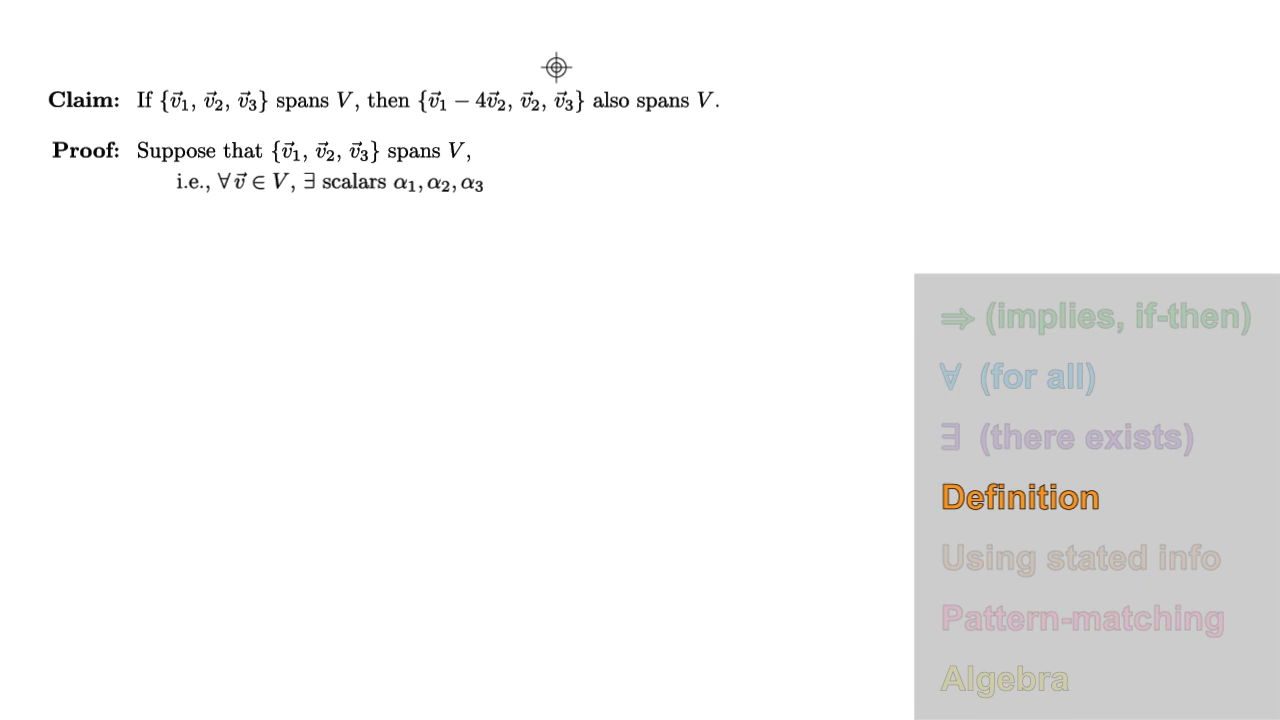 Claim: If {v⃗₁, v⃗₂, v⃗₃} spans V, then {v⃗₁ − 4v⃗₂, v⃗₂, v⃗₃} also spans V.
Proof: Suppose that {v⃗₁, v⃗₂, v⃗₃} spans V,
i.e., ∀ v⃗ ∈ V, ∃ scalars α₁, α₂, α₃
⇒ (implies, if-then)
∀ (for all)
∃ (there exists)
Definition
Using stated info
Pattern-matching
Algebra